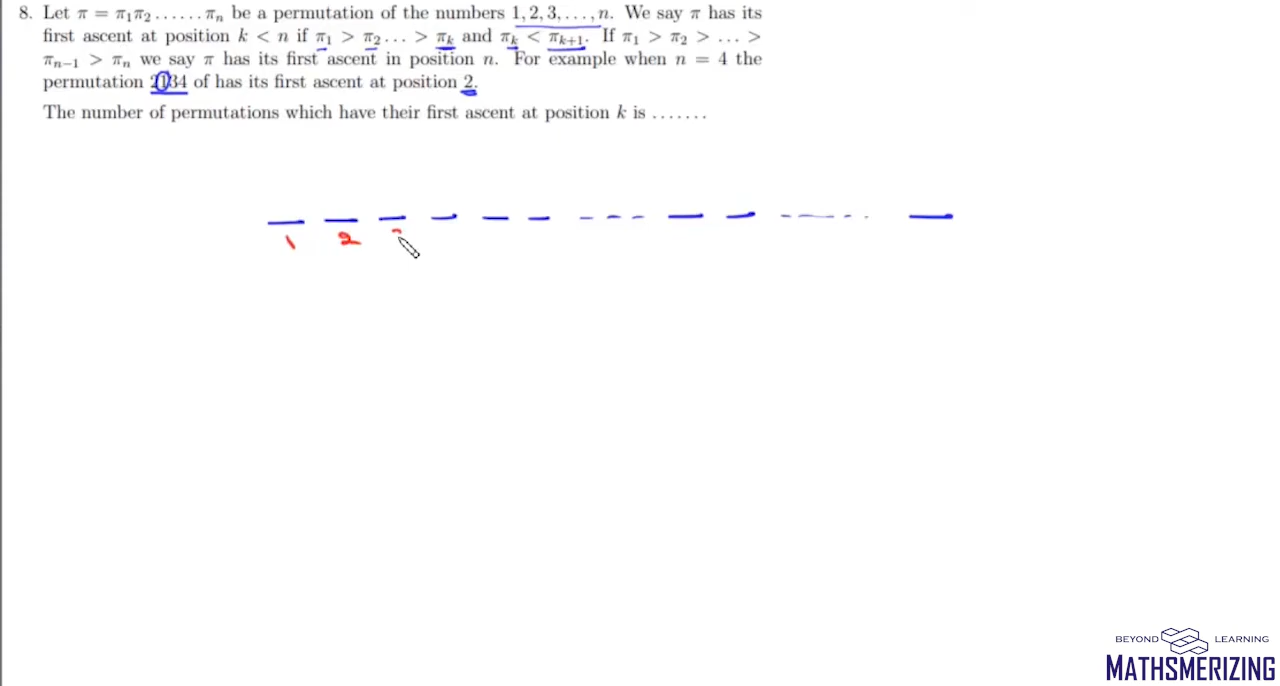 8. Let π = π₁π₂ . . . . . . πₙ be a permutation of the numbers 1, 2, 3, . . . , n. We say π has its
first ascent at position k < n if π₁ > π₂ . . . > πₖ and πₖ < πₖ₊₁. If π₁ > π₂ > . . . >
πₙ₋₁ > πₙ we say π has its first ascent in position n. For example when n = 4 the
permutation 2134 of has its first ascent at position 2.
The number of permutations which have their first ascent at position k is . . . . . . .
1 2
BEYOND LEARNING
MATHSMERIZING